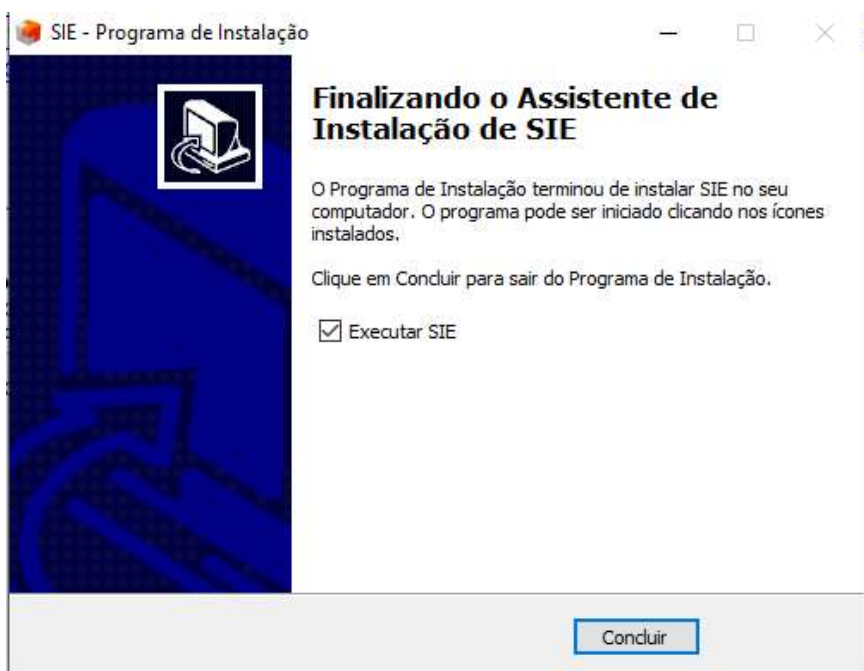 SIE - Programa de Instalação
Finalizando o Assistente de
Instalação de SIE
O Programa de Instalação terminou de instalar SIE no seu
computador. O programa pode ser iniciado clicando nos ícones
instalados.
Clique em Concluir para sair do Programa de Instalação.
Executar SIE
Concluir